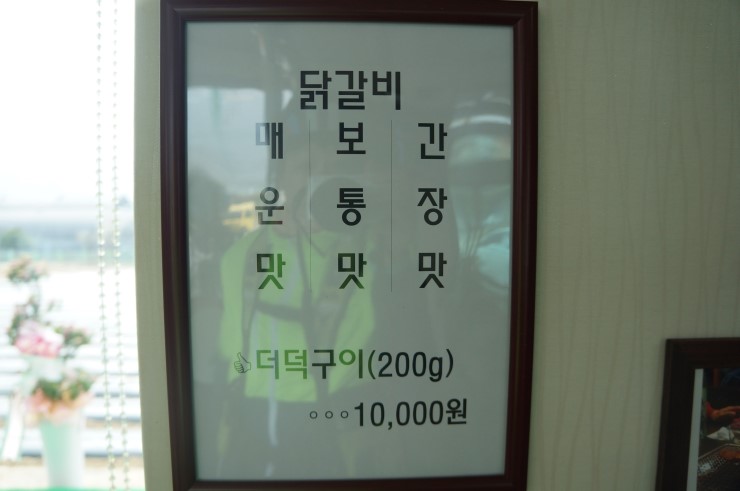 닭갈비
매운맛
보통맛
간장맛
👍더덕구이(200g)
○○○10,000원